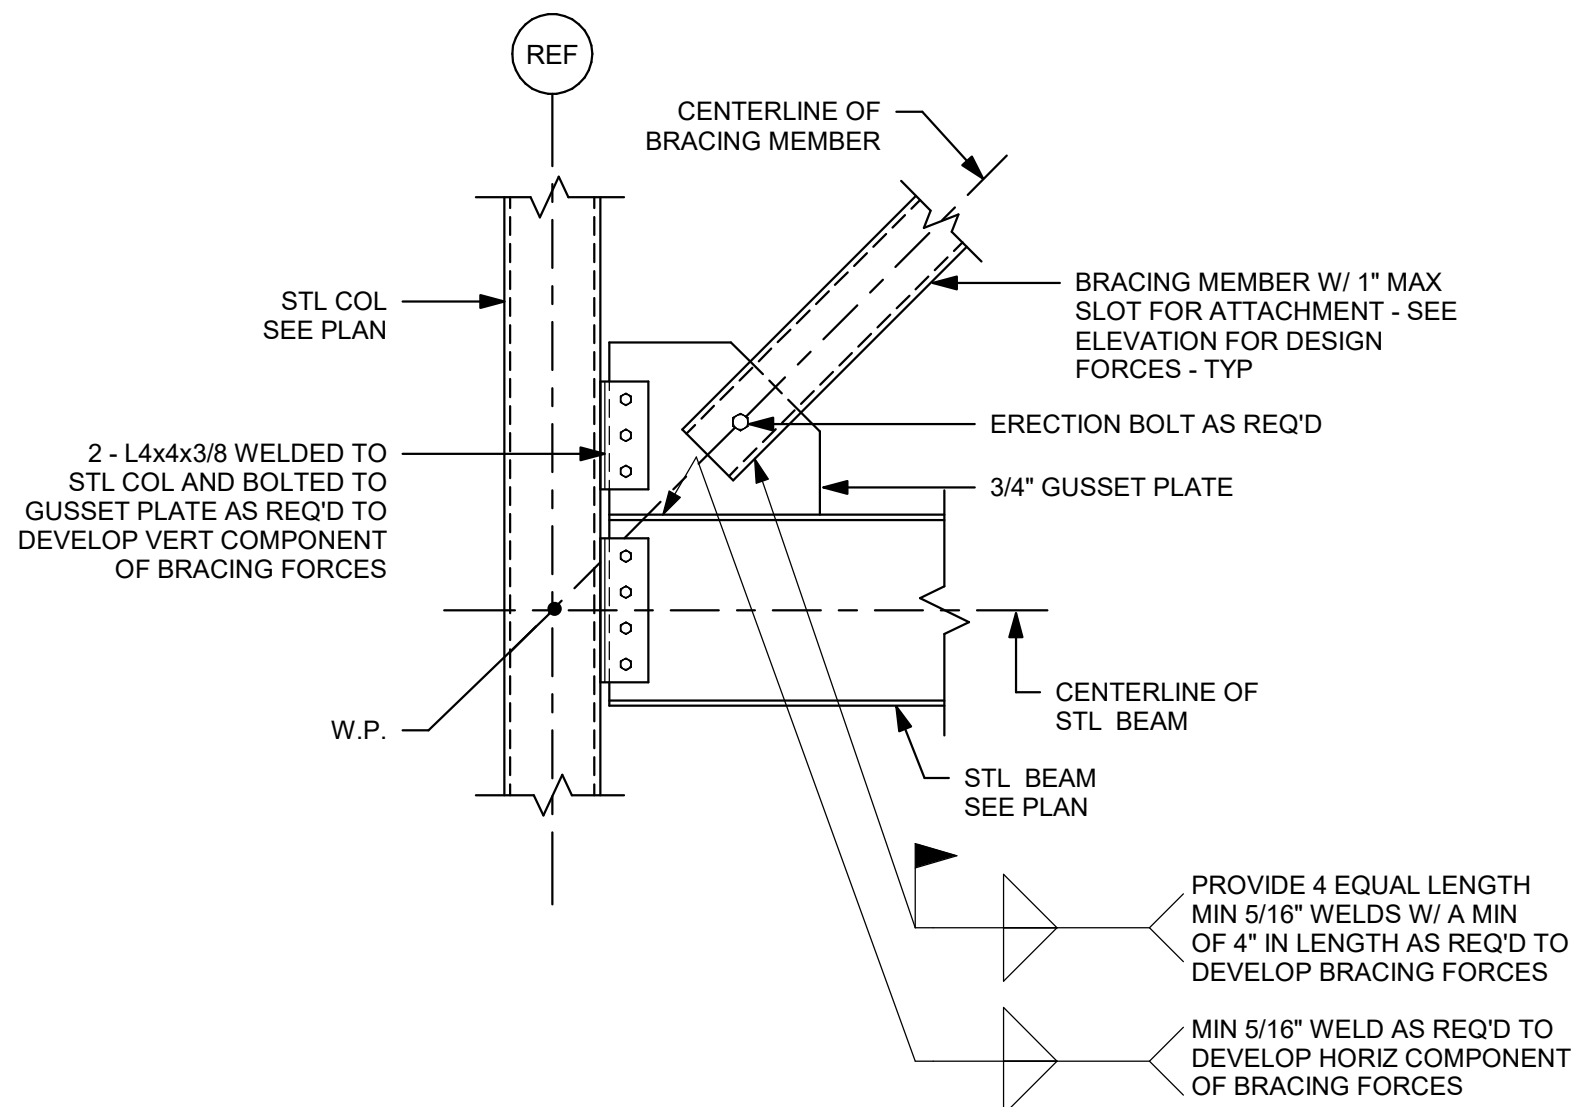 REF
CENTERLINE OF
BRACING MEMBER
STL COL
SEE PLAN
BRACING MEMBER W/ 1" MAX
SLOT FOR ATTACHMENT - SEE
ELEVATION FOR DESIGN
FORCES - TYP
ERECTION BOLT AS REQ'D
2 - L4x4x3/8 WELDED TO
STL COL AND BOLTED TO
GUSSET PLATE AS REQ'D TO
DEVELOP VERT COMPONENT
OF BRACING FORCES
3/4" GUSSET PLATE
CENTERLINE OF
STL BEAM
W.P.
STL BEAM
SEE PLAN
PROVIDE 4 EQUAL LENGTH
MIN 5/16" WELDS W/ A MIN
OF 4" IN LENGTH AS REQ'D TO
DEVELOP BRACING FORCES
MIN 5/16" WELD AS REQ'D TO
DEVELOP HORIZ COMPONENT
OF BRACING FORCES